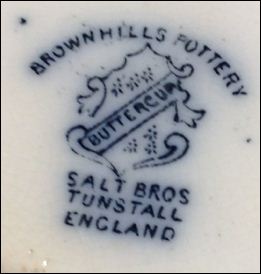 BROWNHILLS POTTERY
BUTTERCUP
SALT BROS
TUNSTALL
ENGLAND